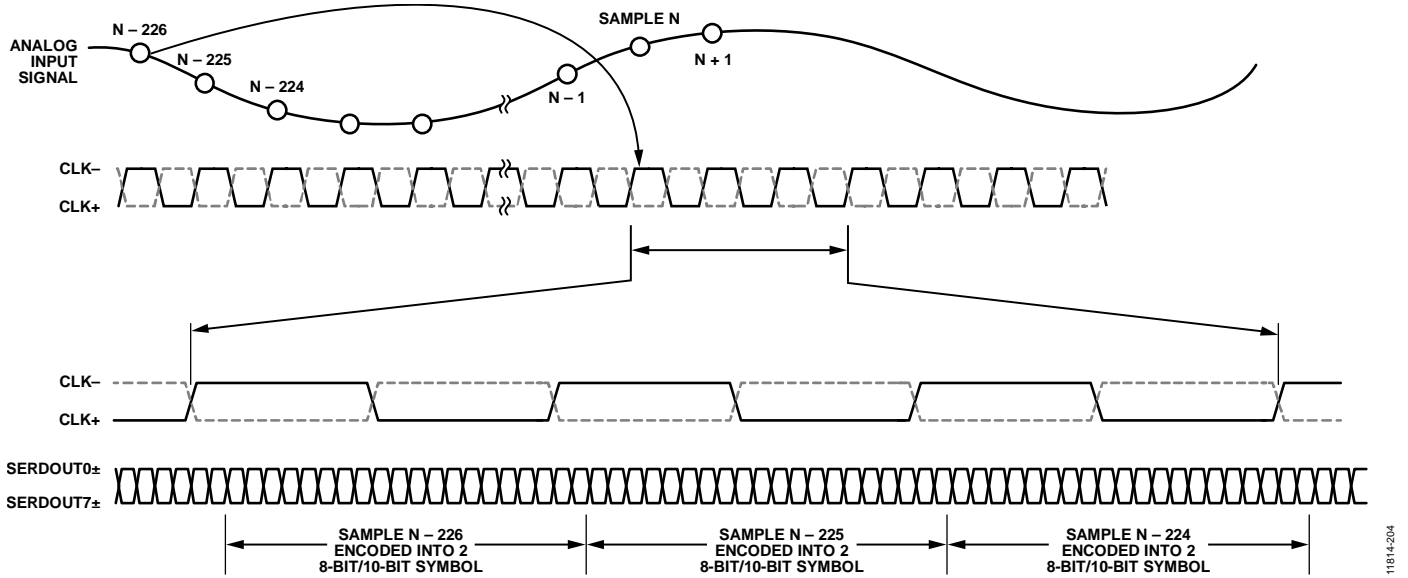 N – 226
SAMPLE N
ANALOG
INPUT
SIGNAL
N – 225
N – 224
N – 1
N + 1
CLK–
CLK+
CLK–
CLK+
SERDOUT0±
SERDOUT7±
SAMPLE N – 226
ENCODED INTO 2
8-BIT/10-BIT SYMBOL
SAMPLE N – 225
ENCODED INTO 2
8-BIT/10-BIT SYMBOL
SAMPLE N – 224
ENCODED INTO 2
8-BIT/10-BIT SYMBOL
11814-204